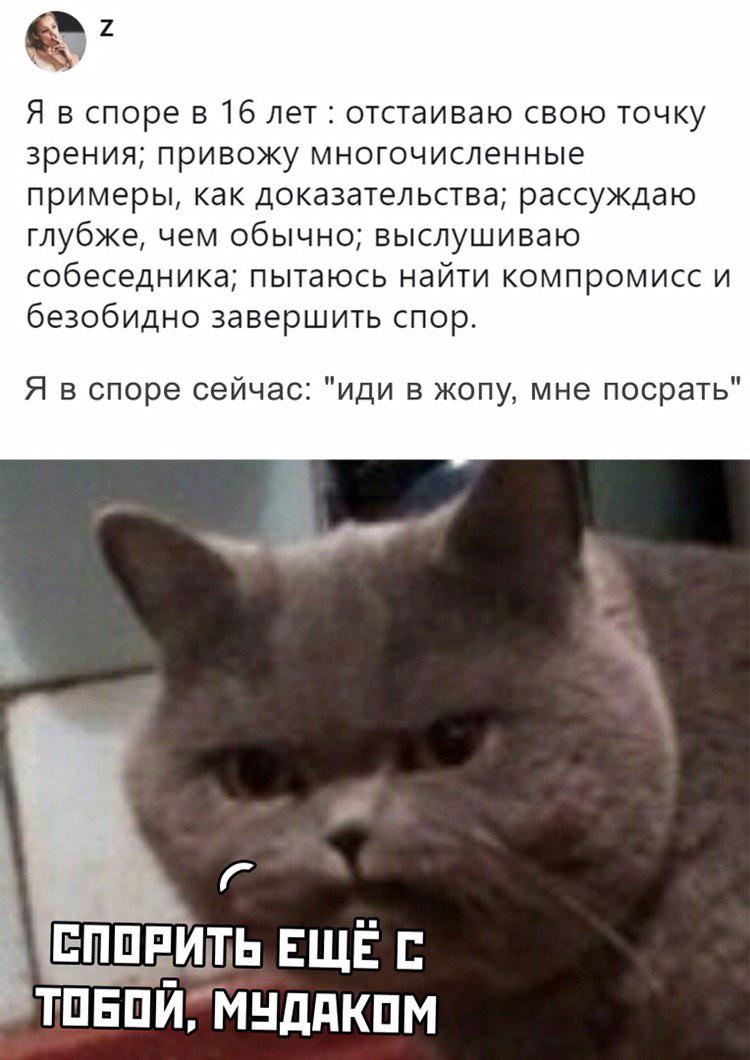 Z
Я в споре в 16 лет : отстаиваю свою точку
зрения; привожу многочисленные
примеры, как доказательства; рассуждаю
глубже, чем обычно; выслушиваю
собеседника; пытаюсь найти компромисс и
безобидно завершить спор.
Я в споре сейчас: "иди в жопу, мне посрать"
СПОРИТЬ ЕЩЁ С
ТОБОЙ, МУДАКОМ